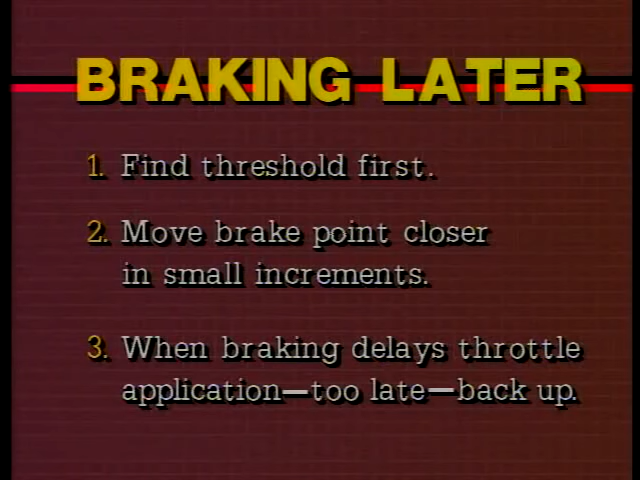 BRAKING LATER
1. Find threshold first.
2. Move brake point closer
in small increments.
3. When braking delays throttle
application—too late—back up.